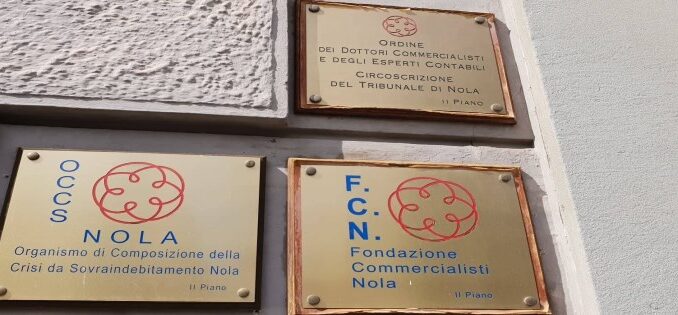 ORDINE
DEI DOTTORI COMMERCIALISTI
E DEGLI ESPERTI CONTABILI
CIRCOSCRIZIONE
DEL TRIBUNALE DI NOLA
II PIANO
OCCS
NOLA
Organismo di Composizione della
Crisi da Sovraindebitamento Nola
II Piano
F.
C.
N.
Fondazione
Commercialisti
Nola
II Piano